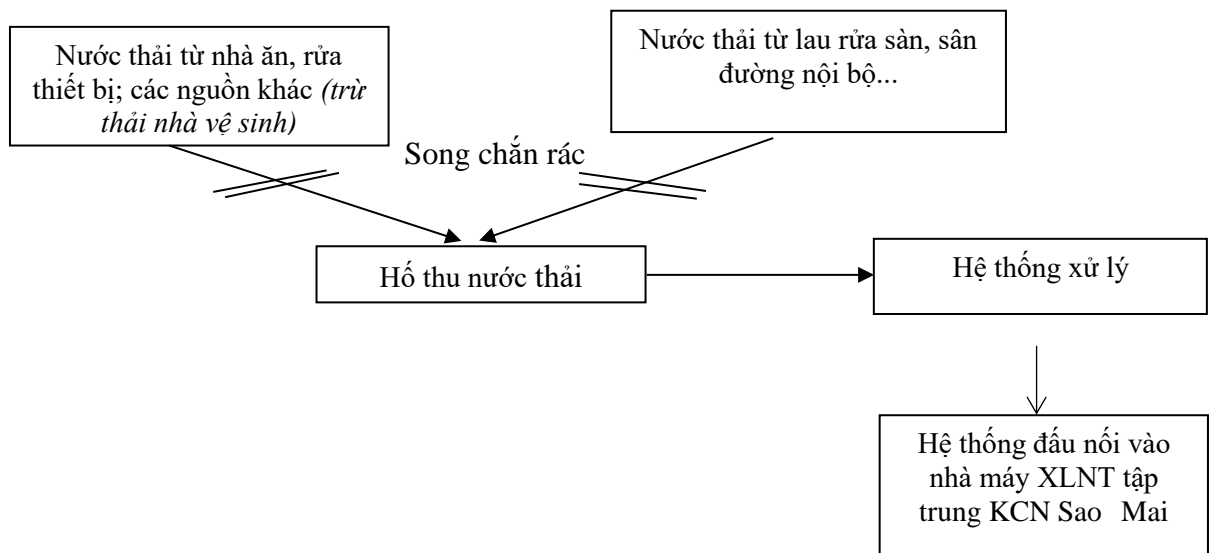 Nước thải từ nhà ăn, rửa
thiết bị; các nguồn khác (trừ
thải nhà vệ sinh)
Nước thải từ lau rửa sàn, sân
đường nội bộ...
Song chắn rác
Hố thu nước thải
Hệ thống xử lý
Hệ thống đấu nối vào
nhà máy XLNT tập
trung KCN Sao Mai